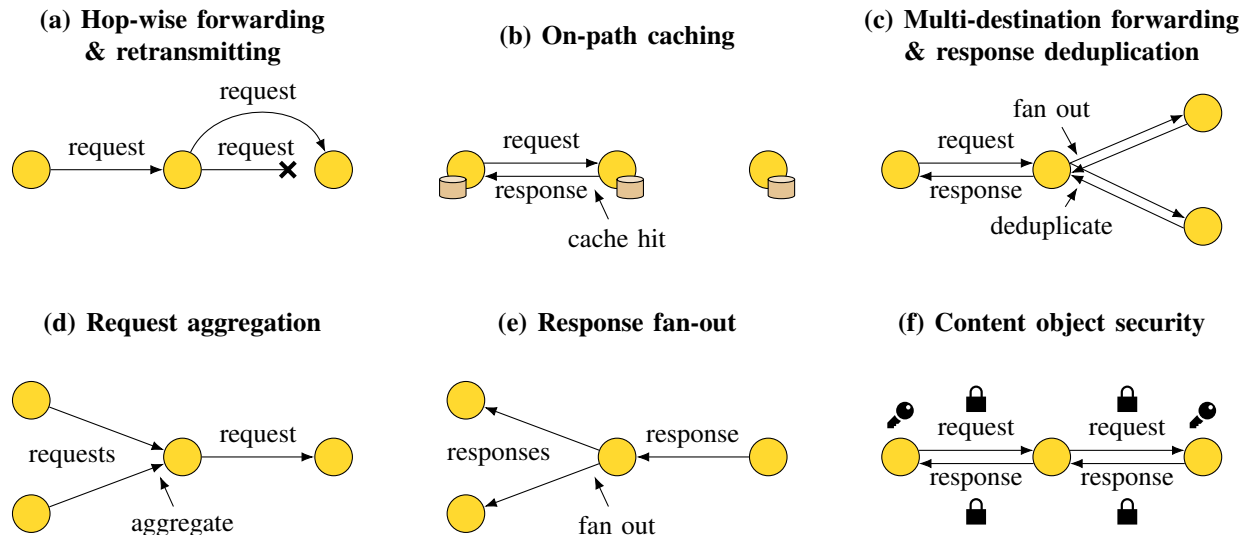 (a) Hop-wise forwarding
& retransmitting
request
request
request
(b) On-path caching
request
response
cache hit
(c) Multi-destination forwarding
& response deduplication
fan out
request
response
deduplicate
(d) Request aggregation
requests
request
aggregate
(e) Response fan-out
responses
response
fan out
(f) Content object security
request
request
response
response